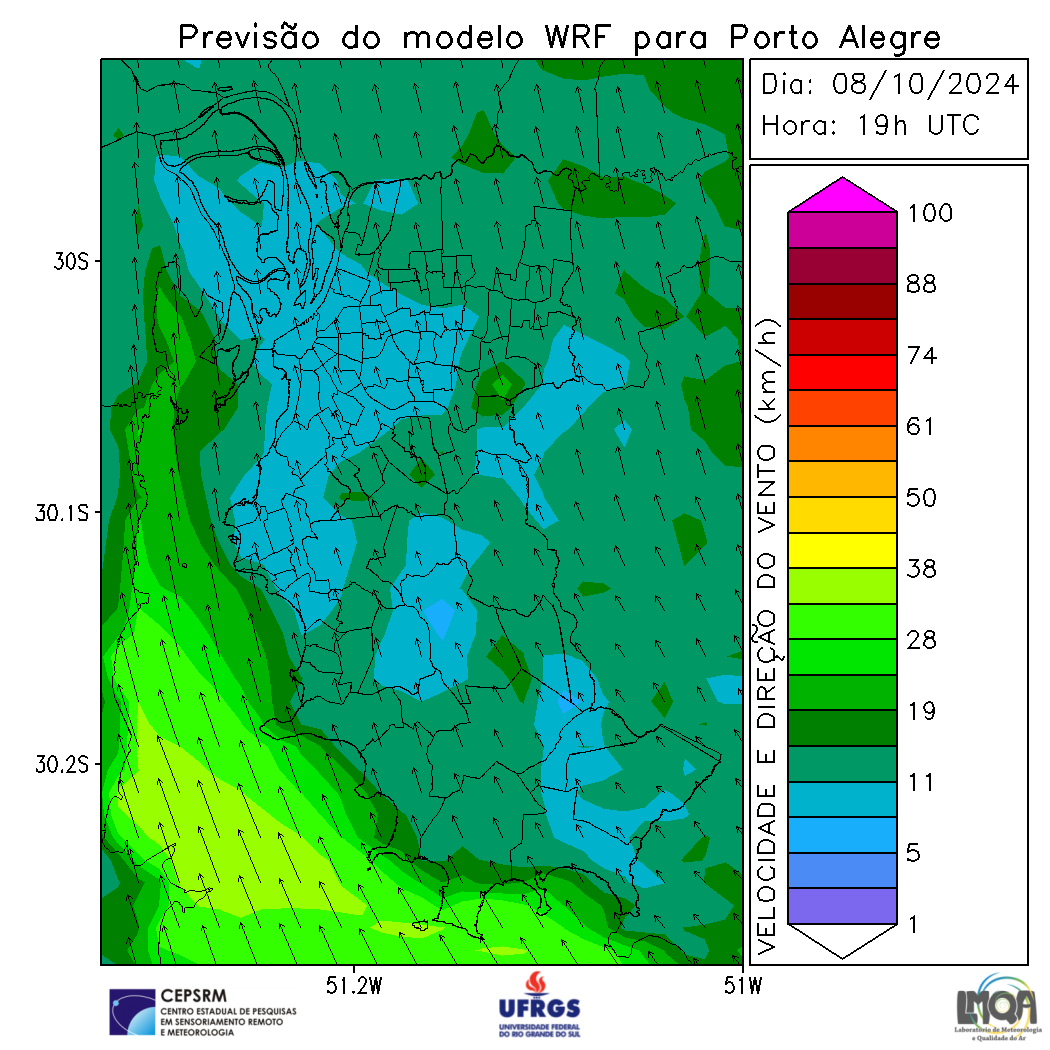 Previsão do modelo WRF para Porto Alegre
Dia: 08/10/2024
Hora: 19h UTC
30S
30.1S
30.2S
51.2W
51W
VELOCIDADE E DIREÇÃO DO VENTO (km/h)
100
88
74
61
50
38
28
19
11
5
1
CEPSRM
CENTRO ESTADUAL DE PESQUISAS
EM SENSORIAMENTO REMOTO
E METEOROLOGIA
UFRGS
UNIVERSIDADE FEDERAL
DO RIO GRANDE DO SUL
LMQA
Laboratório de Meteorologia
e Qualidade do Ar